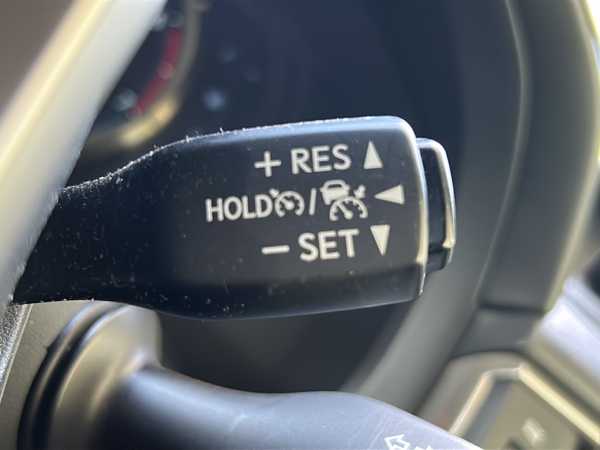 + RES ▲
HOLD / ◀
− SET ▼